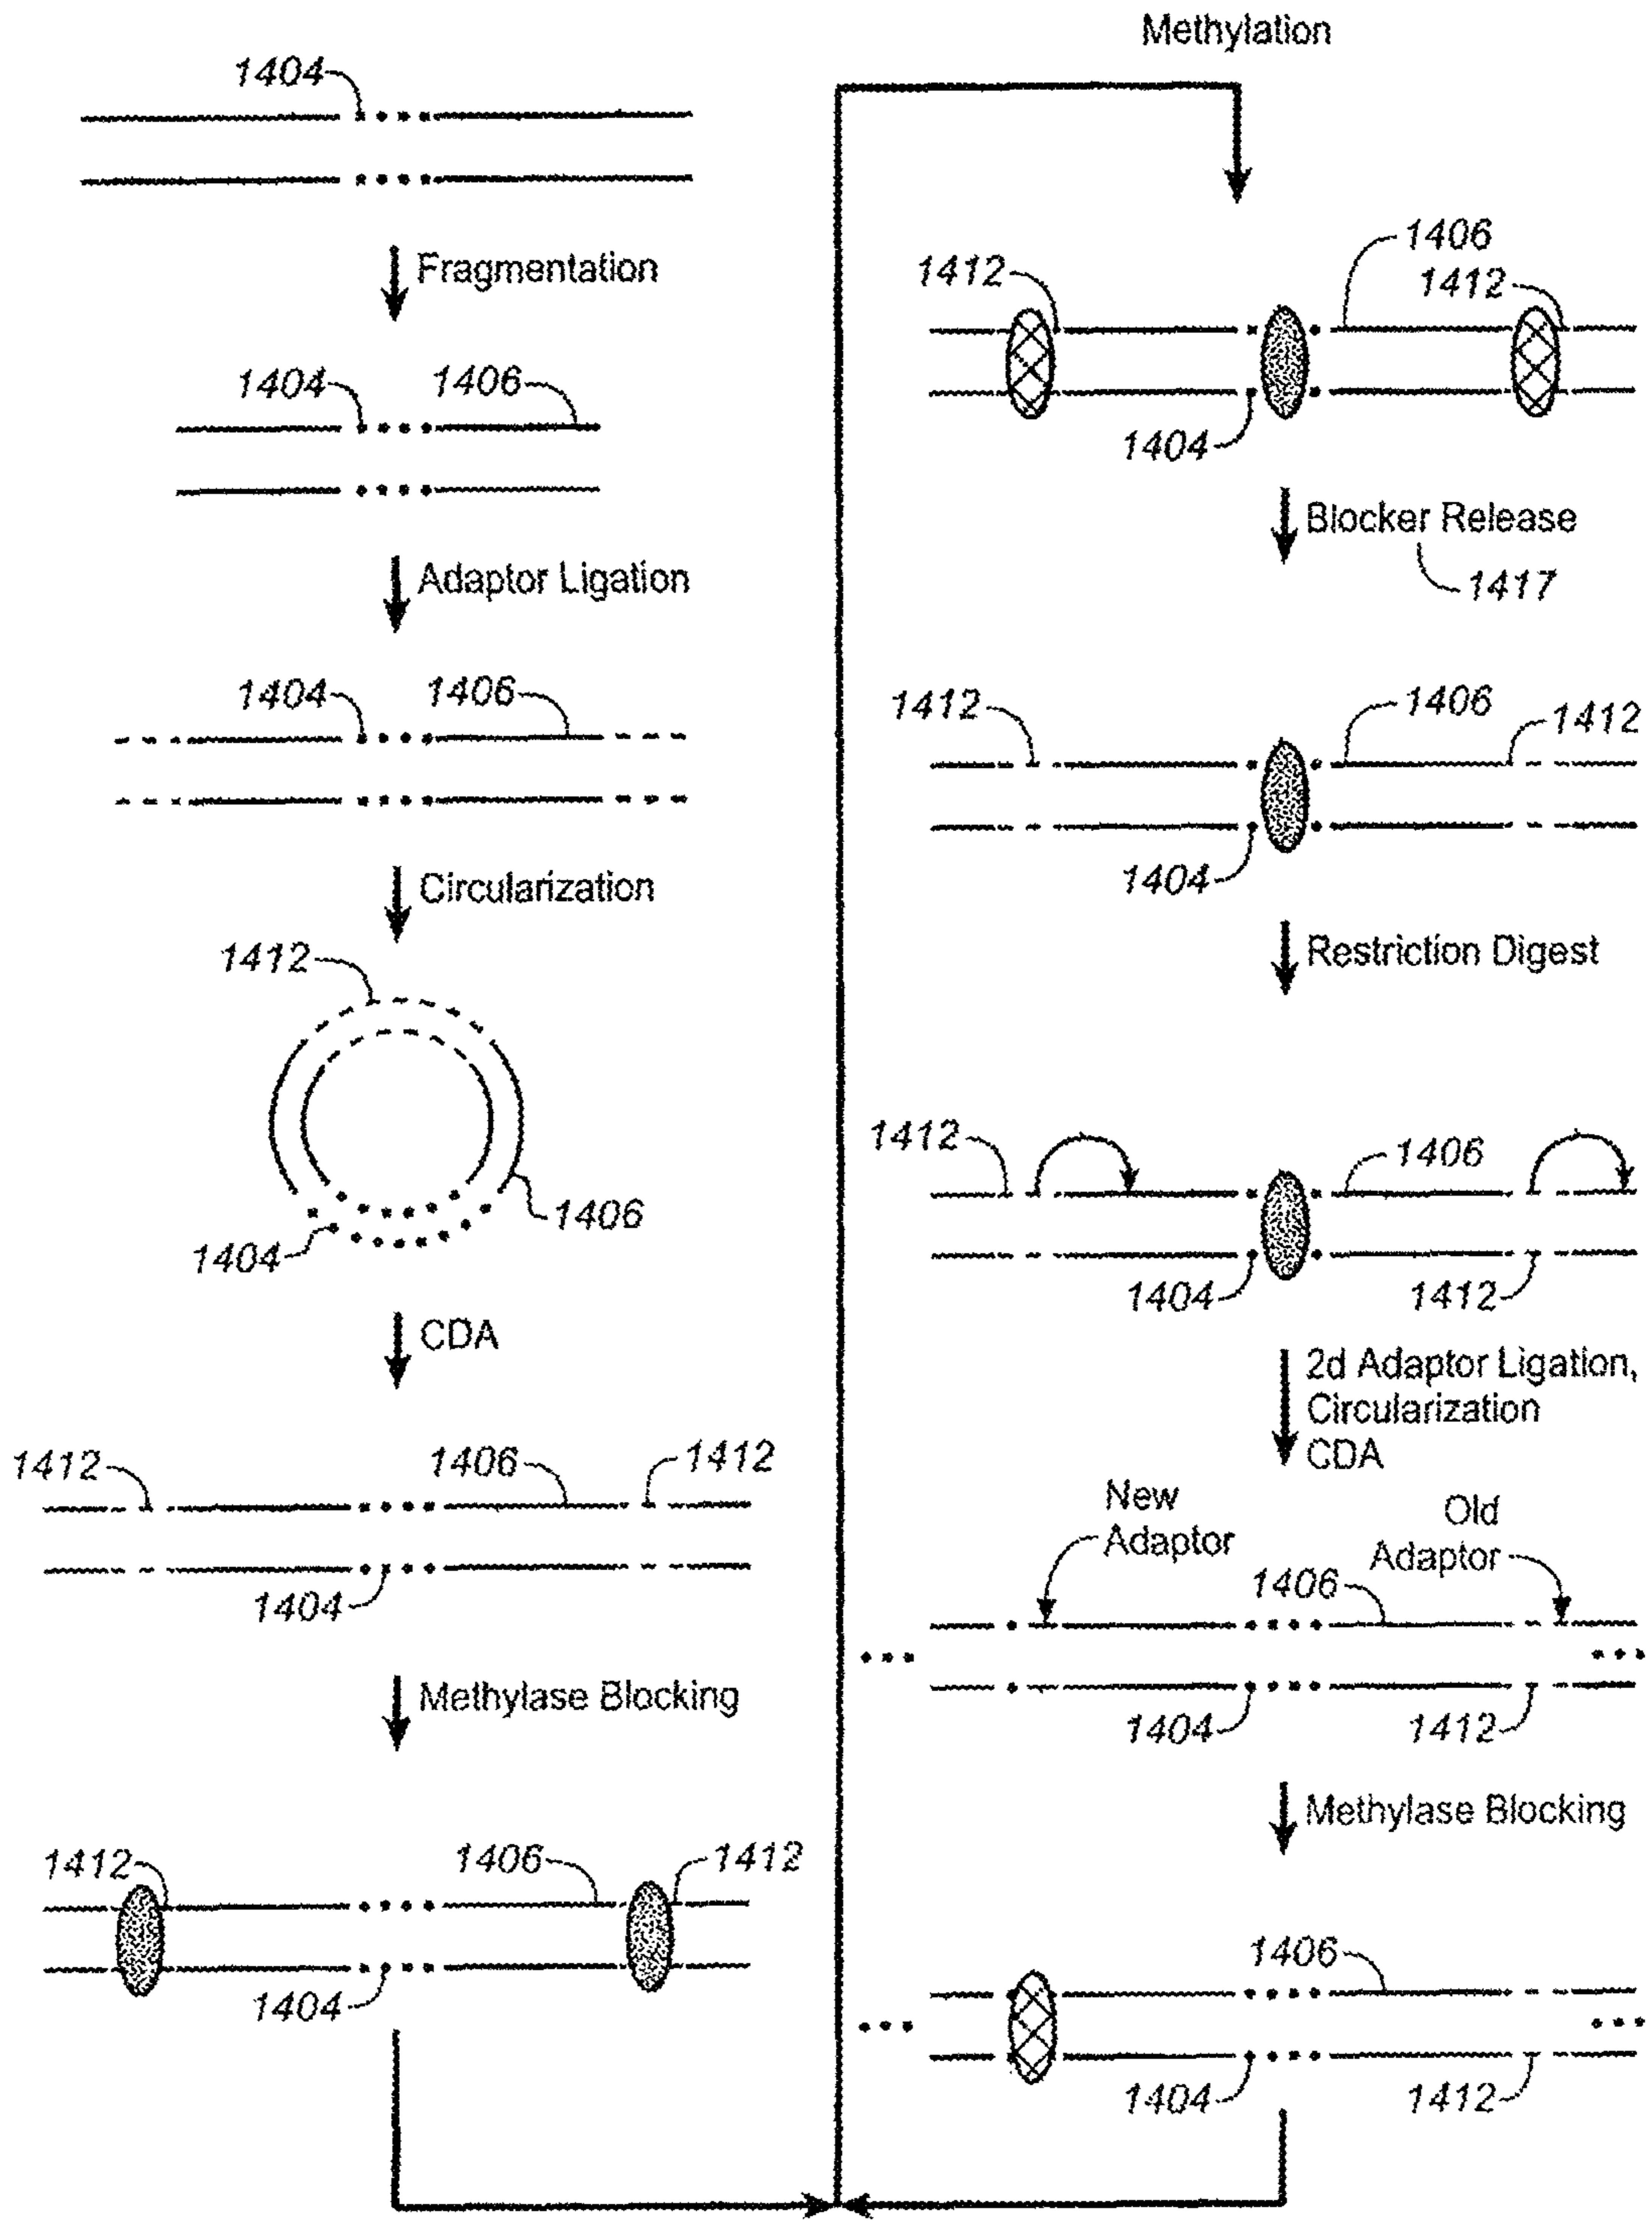 1404
Fragmentation
1404 1406
Adaptor Ligation
1404 1406
Circularization
1412
1406
1404
CDA
1412 1406 1412
1404
Methylase Blocking
1412 1406 1412
1404
Methylation
1406
1412 1412
1404
Blocker Release
1417
1412 1406 1412
1404
Restriction Digest
1412 1406
1404 1412
2d Adaptor Ligation,
Circularization
CDA
New
Adaptor
Old
Adaptor
1406
1404 1412
Methylase Blocking
1406
1404 1412